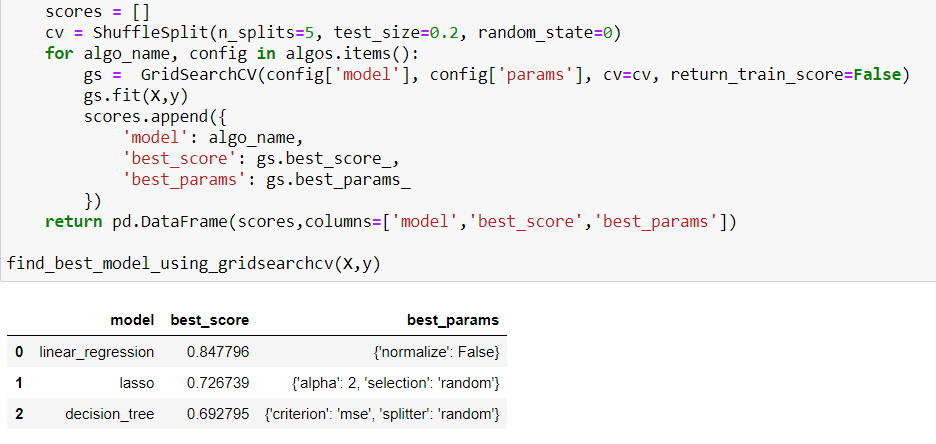 scores = []
cv = ShuffleSplit(n_splits=5, test_size=0.2, random_state=0)
for algo_name, config in algos.items():
gs =  GridSearchCV(config['model'], config['params'], cv=cv, return_train_score=False)
gs.fit(X,y)
scores.append({
'model': algo_name,
'best_score': gs.best_score_,
'best_params': gs.best_params_
})
return pd.DataFrame(scores,columns=['model','best_score','best_params'])
find_best_model_using_gridsearchcv(X,y)
model best_score best_params
0 linear_regression 0.847796 {'normalize': False}
1 lasso 0.726739 {'alpha': 2, 'selection': 'random'}
2 decision_tree 0.692795 {'criterion': 'mse', 'splitter': 'random'}